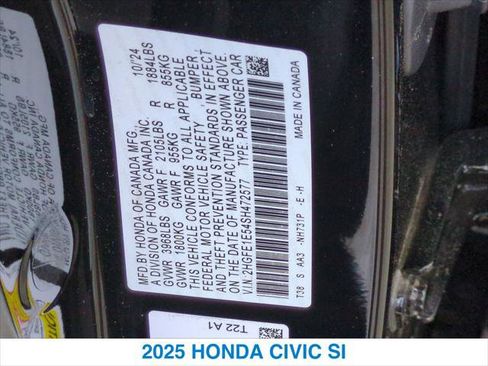 MFD BY HONDA OF CANADA MFG. 10/24
A DIVISION OF HONDA CANADA INC.
GVWR 3968LBS GAWR F 2105LBS R 1884LBS
GVWR 1800KG GAWR F 955KG R 855KG
THIS VEHICLE CONFORMS TO ALL APPLICABLE
FEDERAL MOTOR VEHICLE SAFETY BUMPER
AND THEFT PREVENTION STANDARDS IN EFFECT
ON THE DATE OF MANUFACTURE SHOWN ABOVE.
V.I.N: 2HGFE1E54SH472577 TYPE: PASSENGER CAR
T38 S AA3 -NH731P -E-H MADE IN CANADA
T22 A1
2025 HONDA CIVIC SI